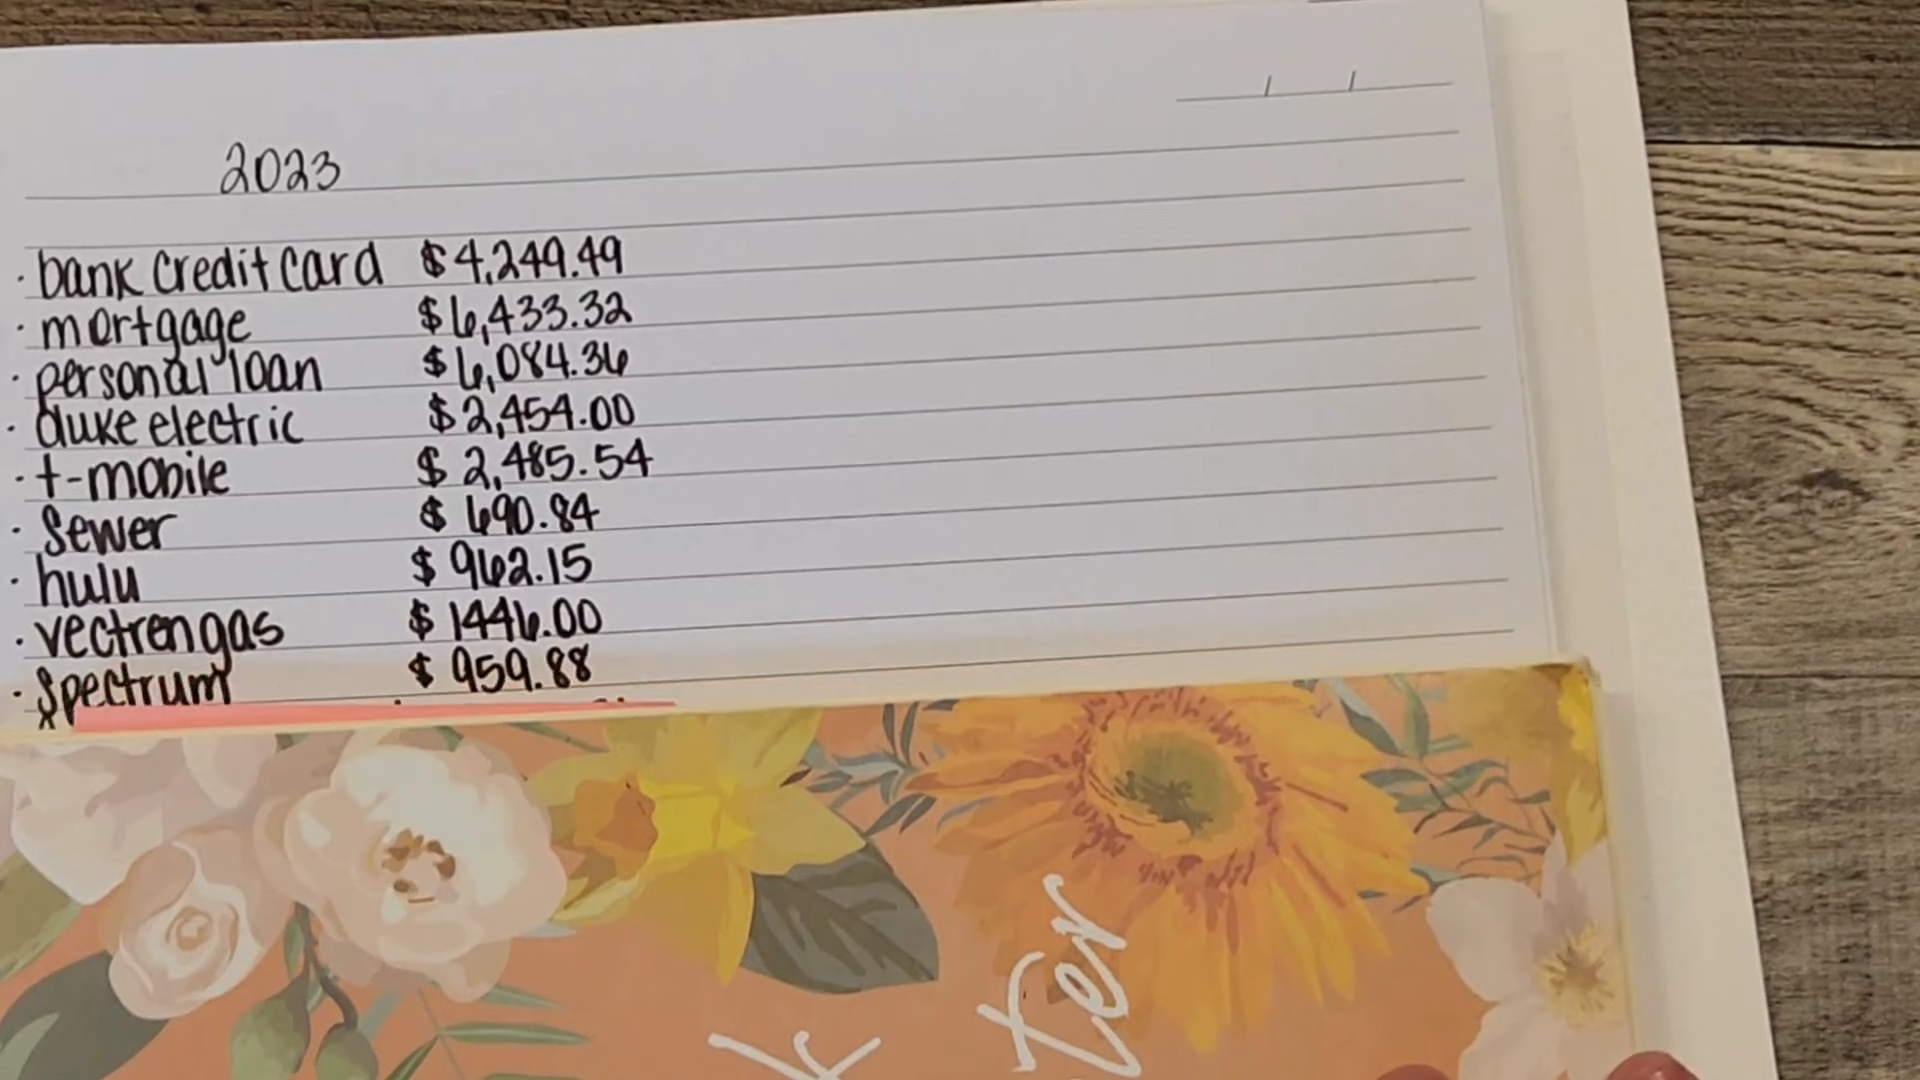 2023
· bank credit card $4,249.49
· mortgage $6,433.32
· personal loan $6,084.36
· duke electric $2,454.00
· t-mobile $2,485.54
· sewer $690.84
· hulu $962.15
· vectren gas $1446.00
· spectrum $959.88